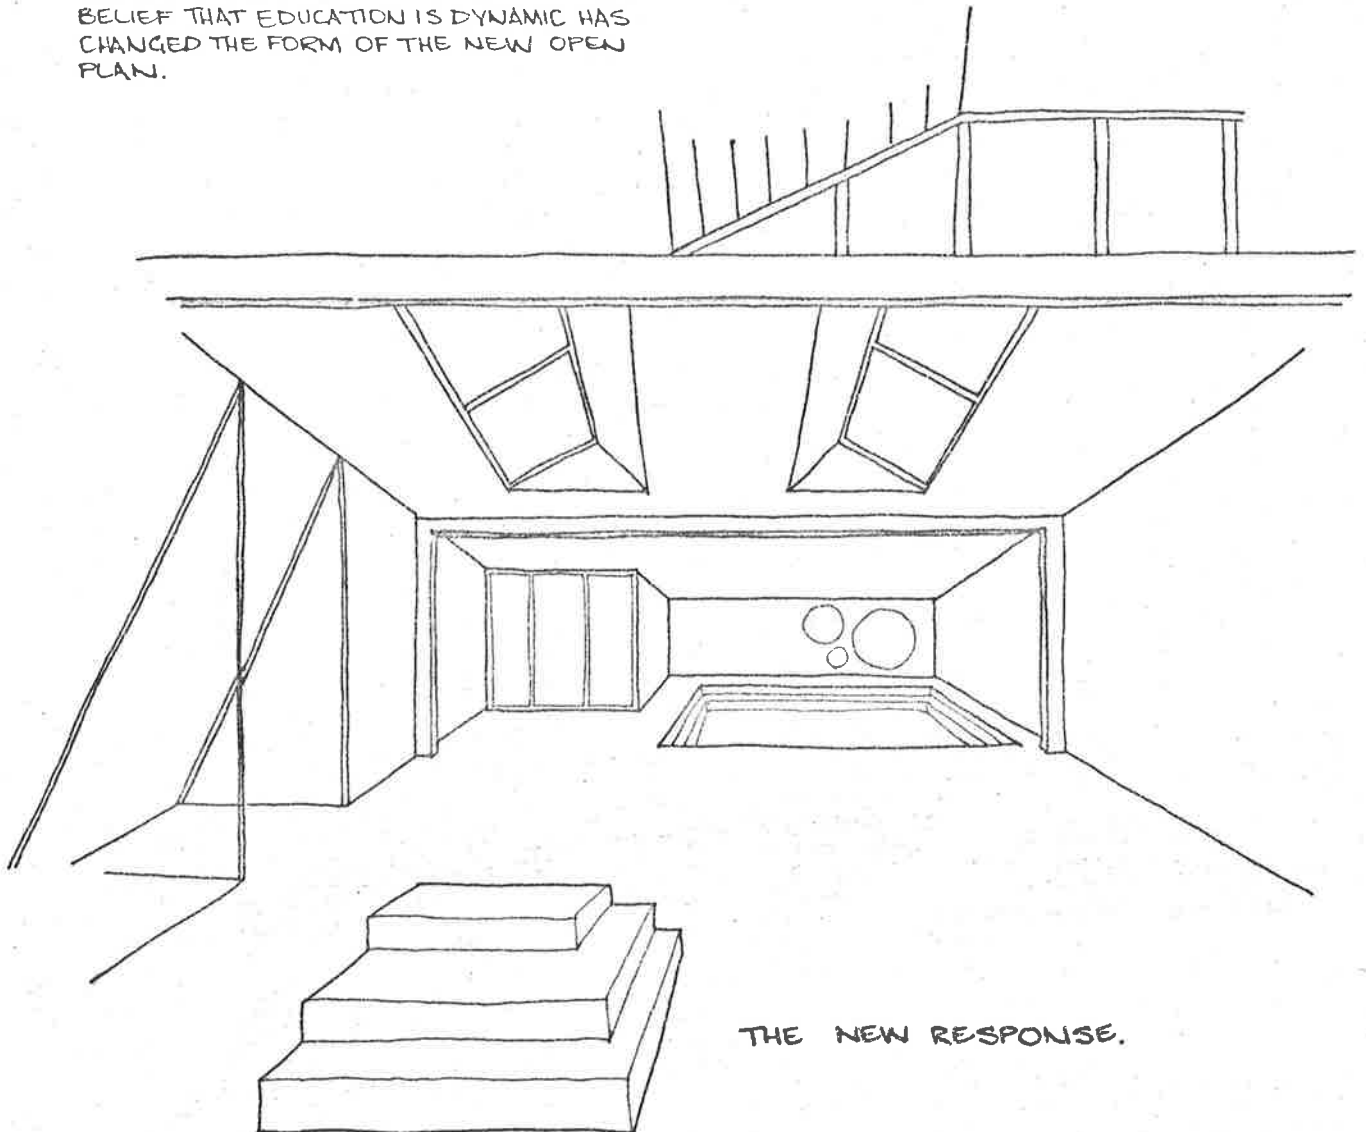 BELIEF THAT EDUCATION IS DYNAMIC HAS
CHANGED THE FORM OF THE NEW OPEN
PLAN.
THE NEW RESPONSE.